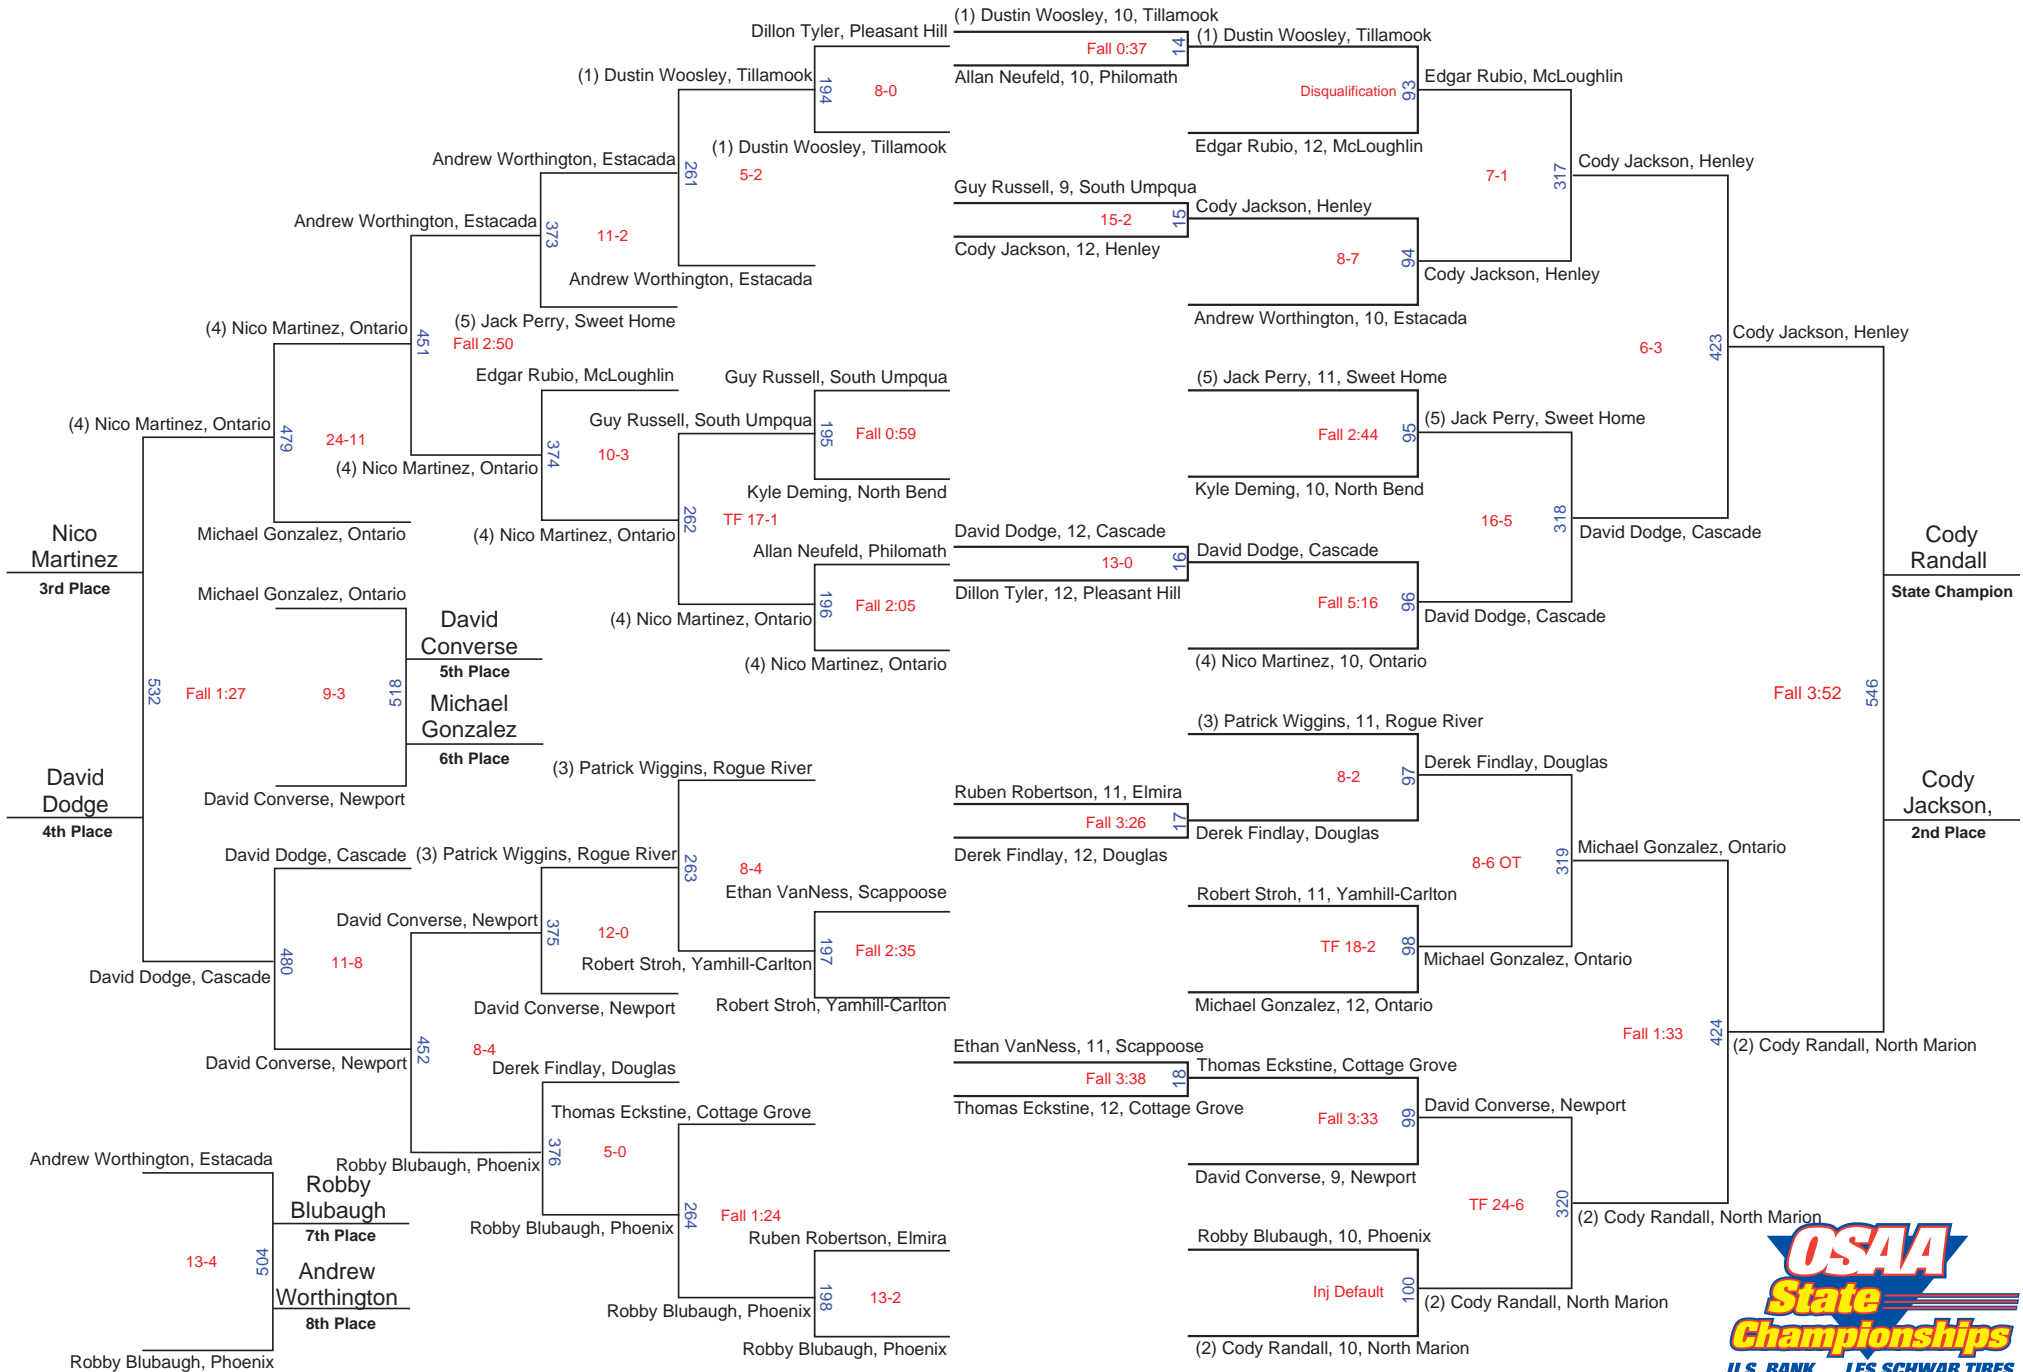 (1) Dustin Woosley, 10, Tillamook
Fall 0:37
14
Allan Neufeld, 10, Philomath
(1) Dustin Woosley, Tillamook
Disqualification
93
Edgar Rubio, 12, McLoughlin
Edgar Rubio, McLoughlin
Guy Russell, 9, South Umpqua
15-2
15
Cody Jackson, 12, Henley
Cody Jackson, Henley
8-7
94
Andrew Worthington, 10, Estacada
Cody Jackson, Henley
7-1
317
Cody Jackson, Henley
(5) Jack Perry, 11, Sweet Home
Fall 2:44
95
Kyle Deming, 10, North Bend
(5) Jack Perry, Sweet Home
David Dodge, 12, Cascade
13-0
16
Dillon Tyler, 12, Pleasant Hill
David Dodge, Cascade
Fall 5:16
96
(4) Nico Martinez, 10, Ontario
David Dodge, Cascade
16-5
318
David Dodge, Cascade
6-3
423
Cody Jackson, Henley
(3) Patrick Wiggins, 11, Rogue River
8-2
97
Ruben Robertson, 11, Elmira
Fall 3:26
17
Derek Findlay, 12, Douglas
Derek Findlay, Douglas
Derek Findlay, Douglas
Robert Stroh, 11, Yamhill-Carlton
TF 18-2
98
Michael Gonzalez, 12, Ontario
Michael Gonzalez, Ontario
8-6 OT
319
Michael Gonzalez, Ontario
Ethan VanNess, 11, Scappoose
Fall 3:38
18
Thomas Eckstine, 12, Cottage Grove
Thomas Eckstine, Cottage Grove
Fall 3:33
99
David Converse, 9, Newport
David Converse, Newport
Robby Blubaugh, 10, Phoenix
Inj Default
100
(2) Cody Randall, 10, North Marion
(2) Cody Randall, North Marion
TF 24-6
320
(2) Cody Randall, North Marion
Fall 1:33
424
(2) Cody Randall, North Marion
Fall 3:52
546
Cody
Randall
State Champion
Cody
Jackson,
2nd Place
Dillon Tyler, Pleasant Hill
194
8-0
(1) Dustin Woosley, Tillamook
(1) Dustin Woosley, Tillamook
261
5-2
Andrew Worthington, Estacada
Andrew Worthington, Estacada
373
11-2
(5) Jack Perry, Sweet Home
Andrew Worthington, Estacada
451
Fall 2:50
Guy Russell, South Umpqua
195
Fall 0:59
Kyle Deming, North Bend
Guy Russell, South Umpqua
262
TF 17-1
Allan Neufeld, Philomath
196
Fall 2:05
(4) Nico Martinez, Ontario
(4) Nico Martinez, Ontario
Edgar Rubio, McLoughlin
374
10-3
(4) Nico Martinez, Ontario
(4) Nico Martinez, Ontario
(4) Nico Martinez, Ontario
479
24-11
Michael Gonzalez, Ontario
(4) Nico Martinez, Ontario
Nico
Martinez
3rd Place
532
Fall 1:27
David
Dodge
4th Place
Michael Gonzalez, Ontario
9-3
518
David Converse, Newport
David
Converse
5th Place
Michael
Gonzalez
6th Place
(3) Patrick Wiggins, Rogue River
263
8-4
Ethan VanNess, Scappoose
197
Fall 2:35
Robert Stroh, Yamhill-Carlton
Robert Stroh, Yamhill-Carlton
(3) Patrick Wiggins, Rogue River
375
12-0
David Converse, Newport
David Converse, Newport
452
8-4
David Dodge, Cascade
480
11-8
David Converse, Newport
David Dodge, Cascade
Derek Findlay, Douglas
376
5-0
Thomas Eckstine, Cottage Grove
264
Fall 1:24
Ruben Robertson, Elmira
198
13-2
Robby Blubaugh, Phoenix
Robby Blubaugh, Phoenix
Robby Blubaugh, Phoenix
Robby Blubaugh, Phoenix
Andrew Worthington, Estacada
13-4
504
Robby Blubaugh, Phoenix
Robby
Blubaugh
7th Place
Andrew
Worthington
8th Place
OSAA
State
Championships
U.S. BANK LES SCHWAB TIRES